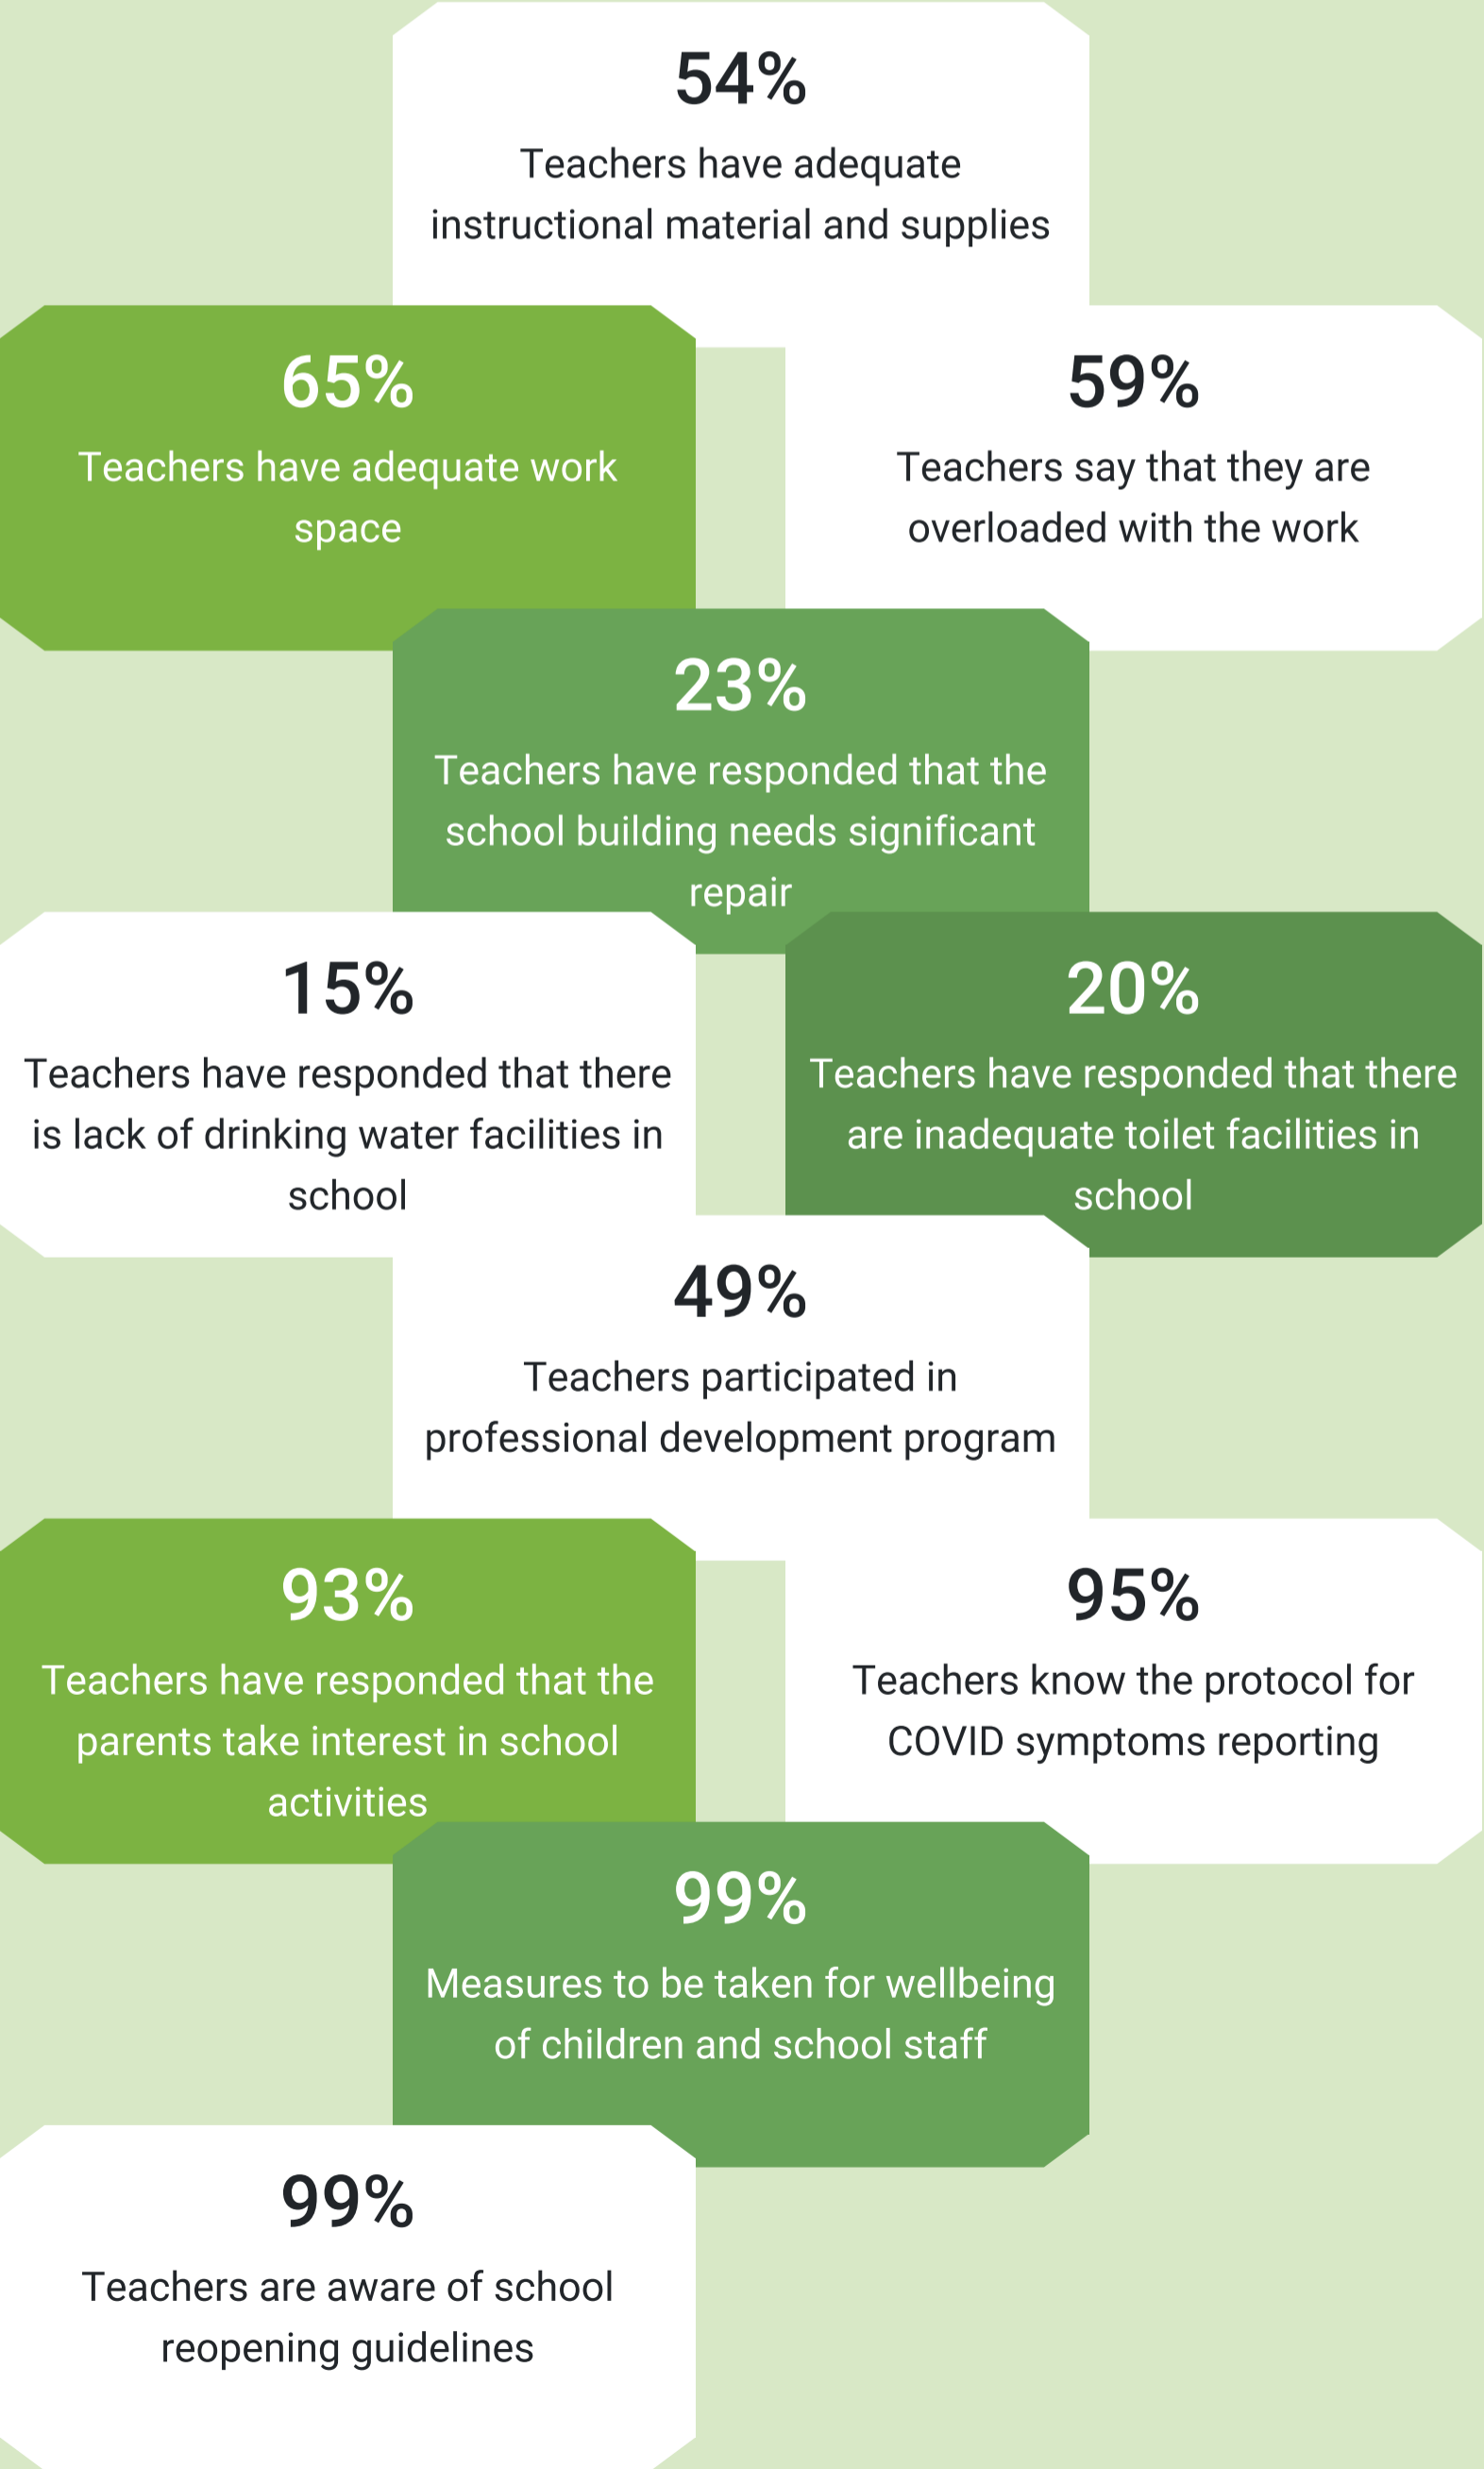 54%
Teachers have adequate
instructional material and supplies
65%
Teachers have adequate work
space
59%
Teachers say that they are
overloaded with the work
23%
Teachers have responded that the
school building needs significant
repair
15%
Teachers have responded that there
is lack of drinking water facilities in
school
20%
Teachers have responded that there
are inadequate toilet facilities in
school
49%
Teachers participated in
professional development program
93%
Teachers have responded that the
parents take interest in school
activities
95%
Teachers know the protocol for
COVID symptoms reporting
99%
Measures to be taken for wellbeing
of children and school staff
99%
Teachers are aware of school
reopening guidelines